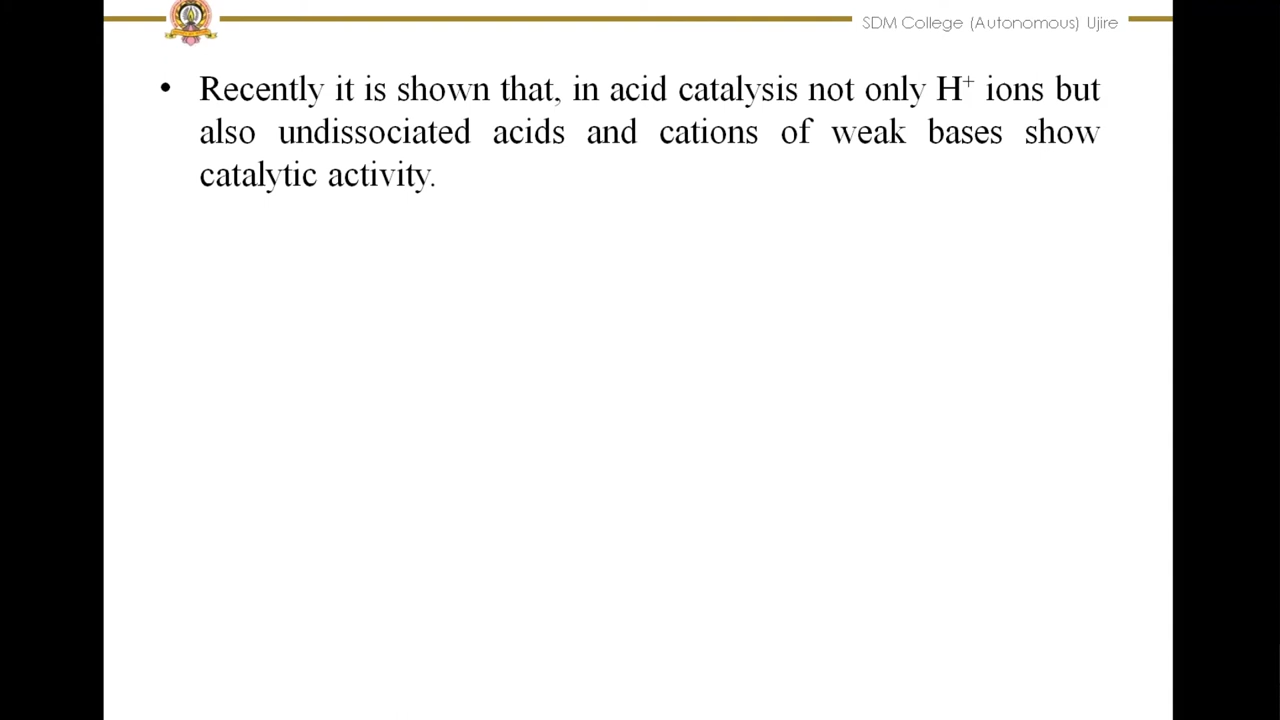 SDM College (Autonomous) Ujire
• Recently it is shown that, in acid catalysis not only H⁺ ions but
also undissociated acids and cations of weak bases show
catalytic activity.